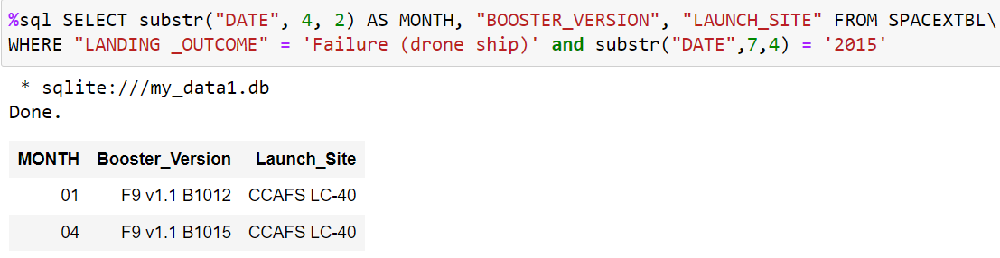 %sql SELECT substr("DATE", 4, 2) AS MONTH, "BOOSTER_VERSION", "LAUNCH_SITE" FROM SPACEXTBL\
WHERE "LANDING _OUTCOME" = 'Failure (drone ship)' and substr("DATE",7,4) = '2015'
* sqlite:///my_data1.db
Done.
MONTH Booster_Version Launch_Site
01 F9 v1.1 B1012 CCAFS LC-40
04 F9 v1.1 B1015 CCAFS LC-40